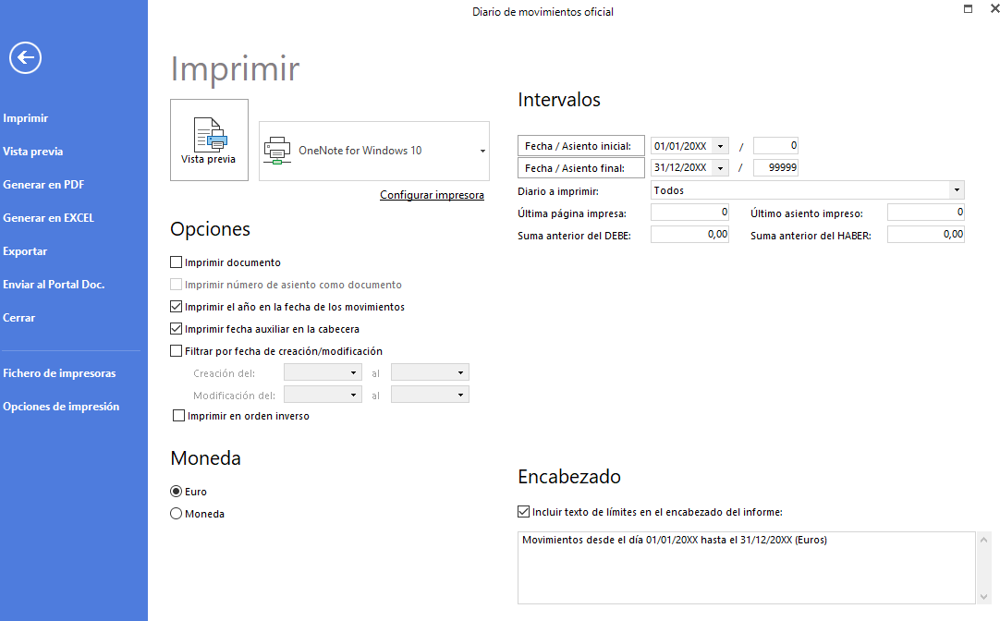 Diario de movimientos oficial
Imprimir
Vista previa
Generar en PDF
Generar en EXCEL
Exportar
Enviar al Portal Doc.
Cerrar
Fichero de impresoras
Opciones de impresión
Imprimir
Vista previa
OneNote for Windows 10
Configurar impresora
Opciones
Imprimir documento
Imprimir número de asiento como documento
Imprimir el año en la fecha de los movimientos
Imprimir fecha auxiliar en la cabecera
Filtrar por fecha de creación/modificación
Creación del: al
Modificación del: al
Imprimir en orden inverso
Moneda
Euro
Moneda
Intervalos
Fecha / Asiento inicial: 01/01/20XX / 0
Fecha / Asiento final: 31/12/20XX / 99999
Diario a imprimir: Todos
Última página impresa: 0 Último asiento impreso: 0
Suma anterior del DEBE: 0,00 Suma anterior del HABER: 0,00
Encabezado
Incluir texto de límites en el encabezado del informe:
Movimientos desde el día 01/01/20XX hasta el 31/12/20XX (Euros)